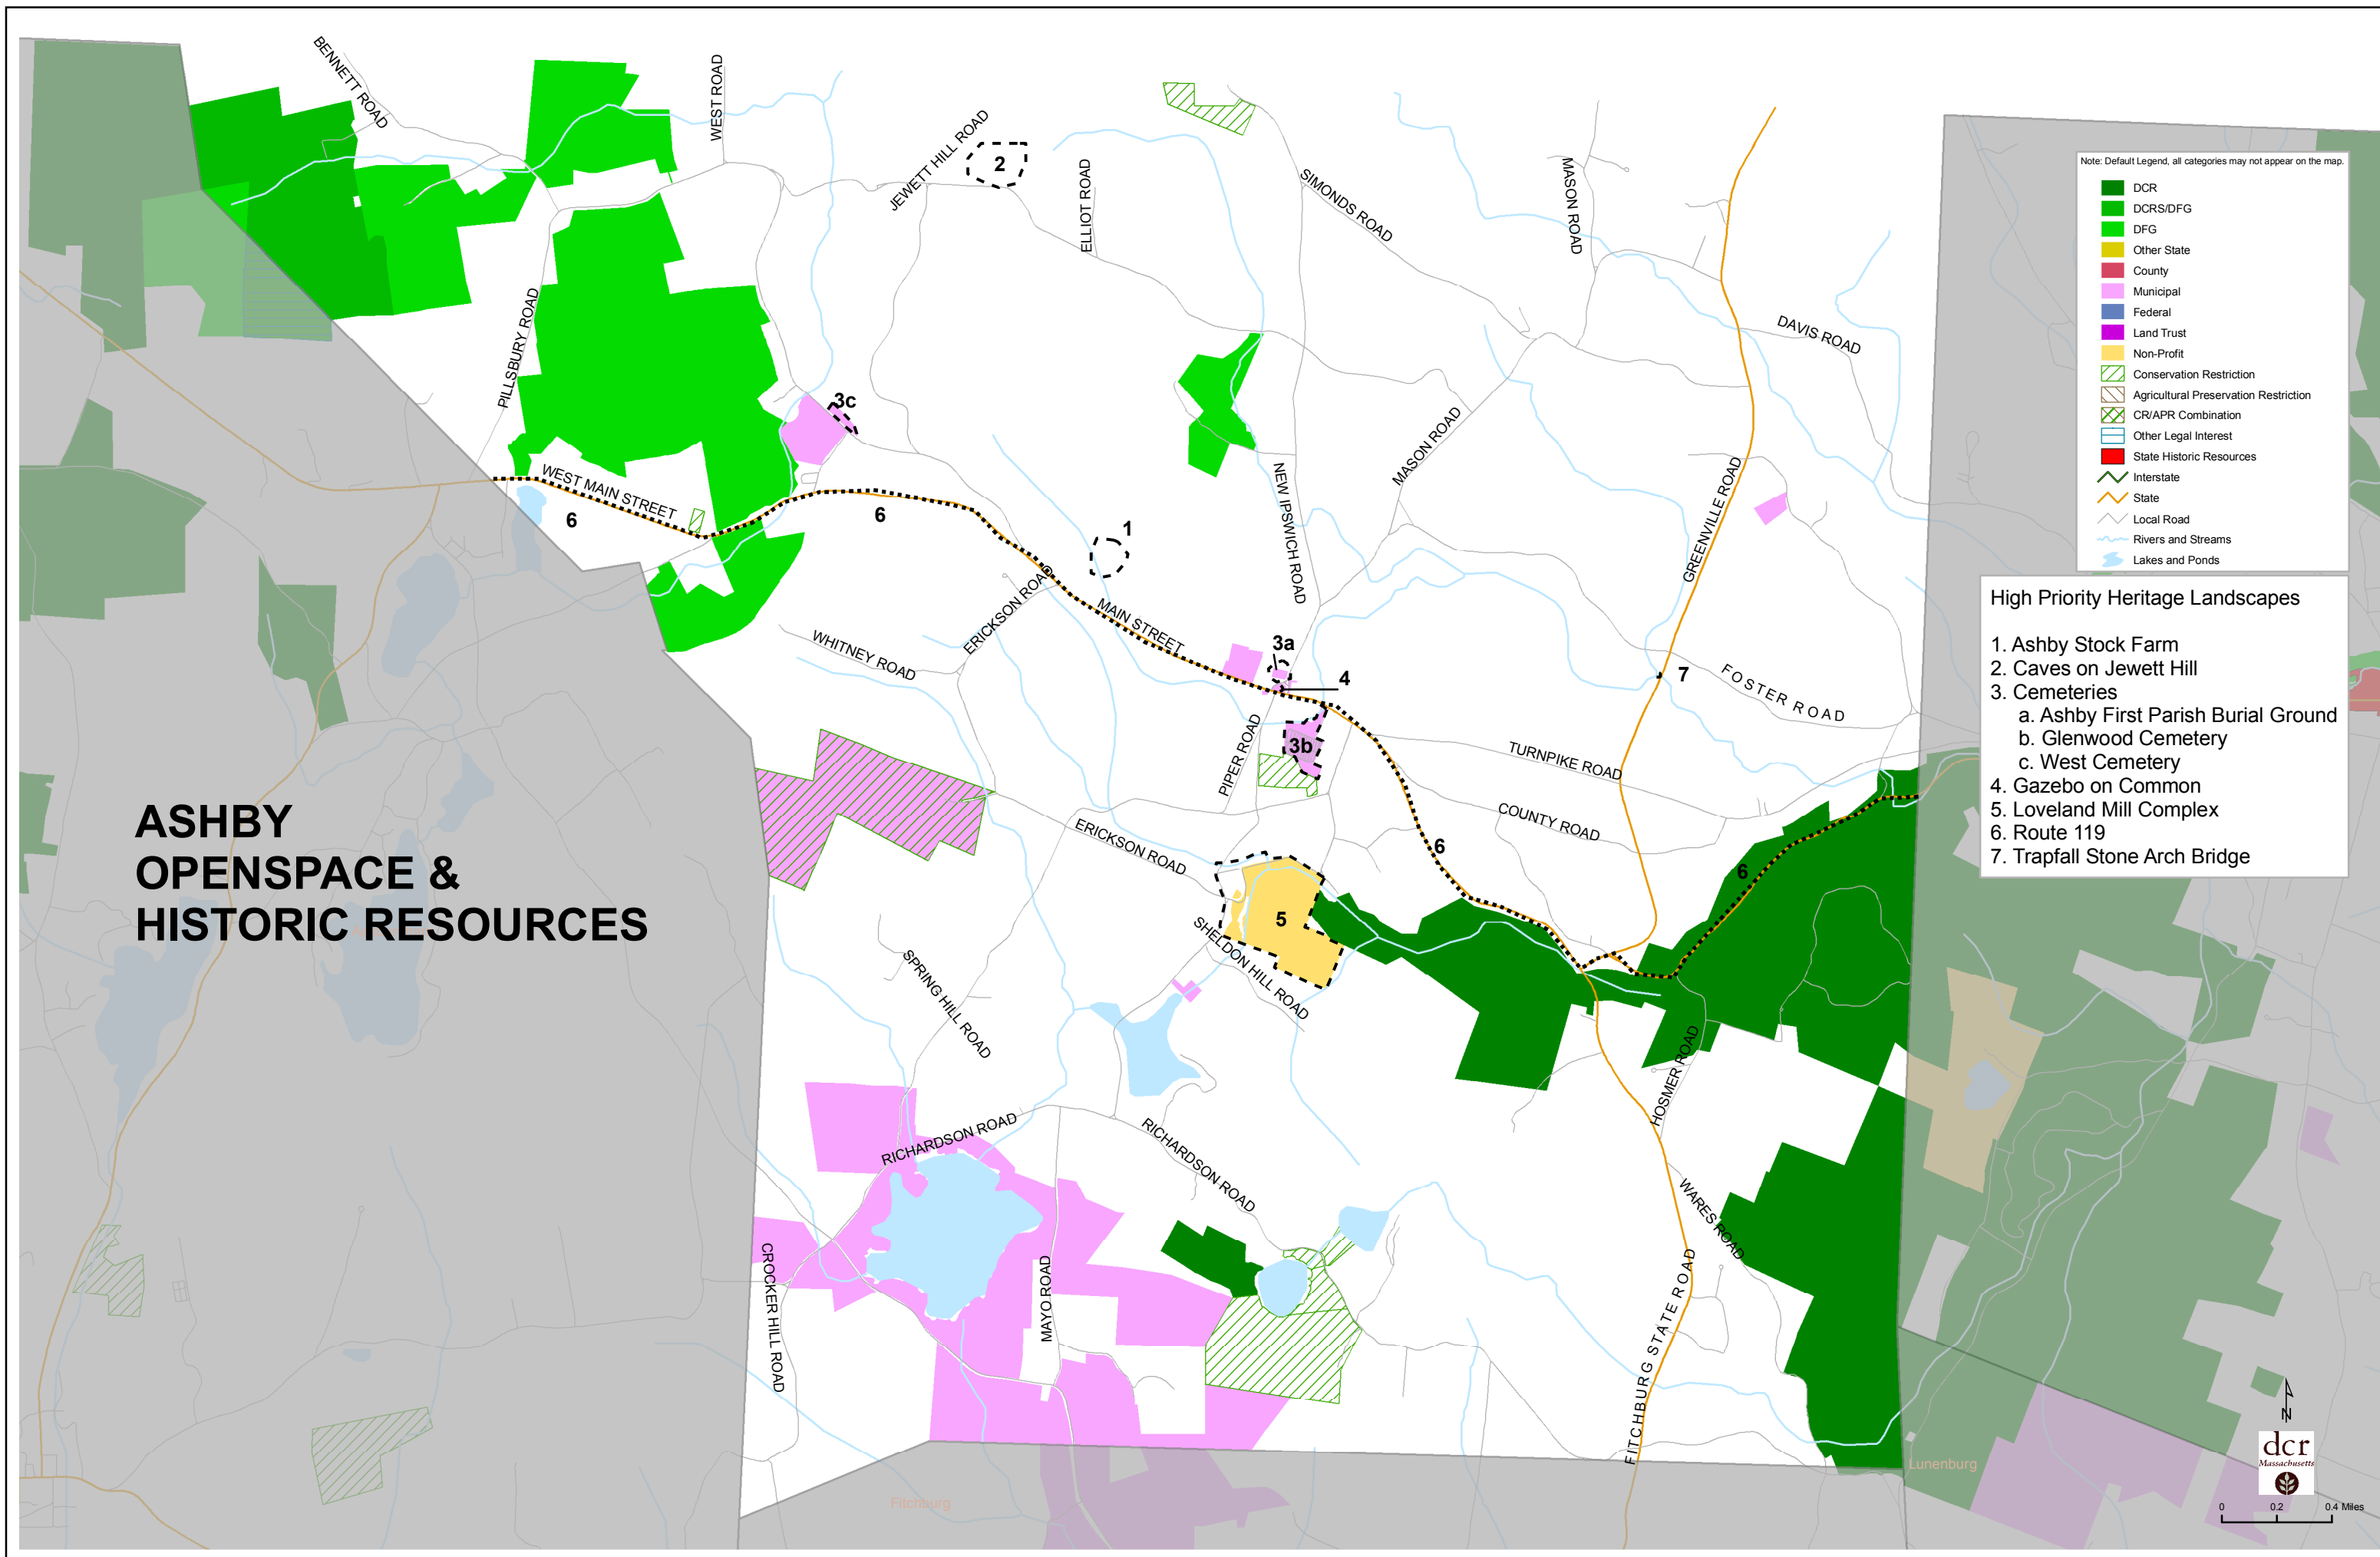 BENNETT ROAD
WEST ROAD
JEWETT HILL ROAD
2
ELLIOT ROAD
SIMONDS ROAD
MASON ROAD
DAVIS ROAD
PILLSBURY ROAD
3c
MASON ROAD
WEST MAIN STREET
6
6
1
NEW IPSWICH ROAD
GREENVILLE ROAD
ERICKSON ROAD
MAIN STREET
WHITNEY ROAD
3a
4
7
FOSTER ROAD
3b
PIPER ROAD
TURNPIKE ROAD
COUNTY ROAD
ERICKSON ROAD
6
6
5
SHELDON HILL ROAD
SPRING HILL ROAD
HOSMER ROAD
RICHARDSON ROAD
RICHARDSON ROAD
WARES ROAD
CROCKER HILL ROAD
MAYO ROAD
FITCHBURG STATE ROAD
Fitchburg
Lunenburg
ASHBY
OPENSPACE &
HISTORIC RESOURCES
Note: Default Legend, all categories may not appear on the map.
DCR
DCRS/DFG
DFG
Other State
County
Municipal
Federal
Land Trust
Non-Profit
Conservation Restriction
Agricultural Preservation Restriction
CR/APR Combination
Other Legal Interest
State Historic Resources
Interstate
State
Local Road
Rivers and Streams
Lakes and Ponds
High Priority Heritage Landscapes
1. Ashby Stock Farm
2. Caves on Jewett Hill
3. Cemeteries
a. Ashby First Parish Burial Ground
b. Glenwood Cemetery
c. West Cemetery
4. Gazebo on Common
5. Loveland Mill Complex
6. Route 119
7. Trapfall Stone Arch Bridge
N
dcr
Massachusetts
0 0.2 0.4 Miles